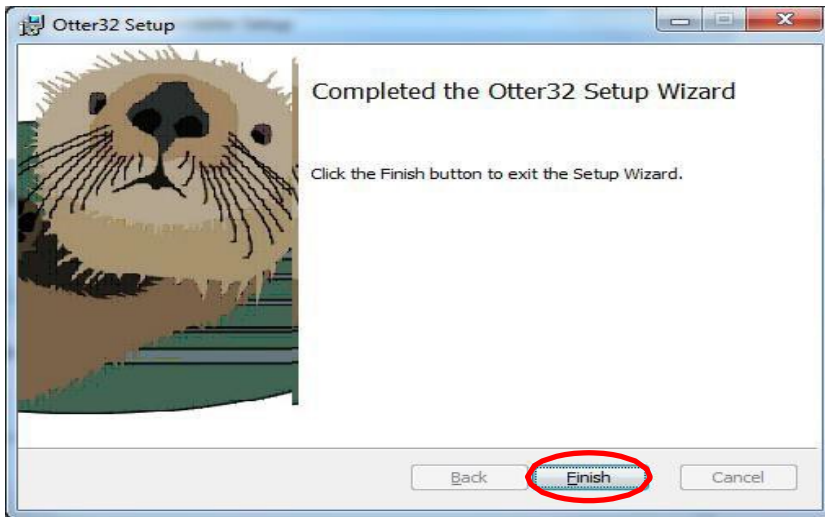 Otter32 Setup
Completed the Otter32 Setup Wizard
Click the Finish button to exit the Setup Wizard.
Back Finish Cancel